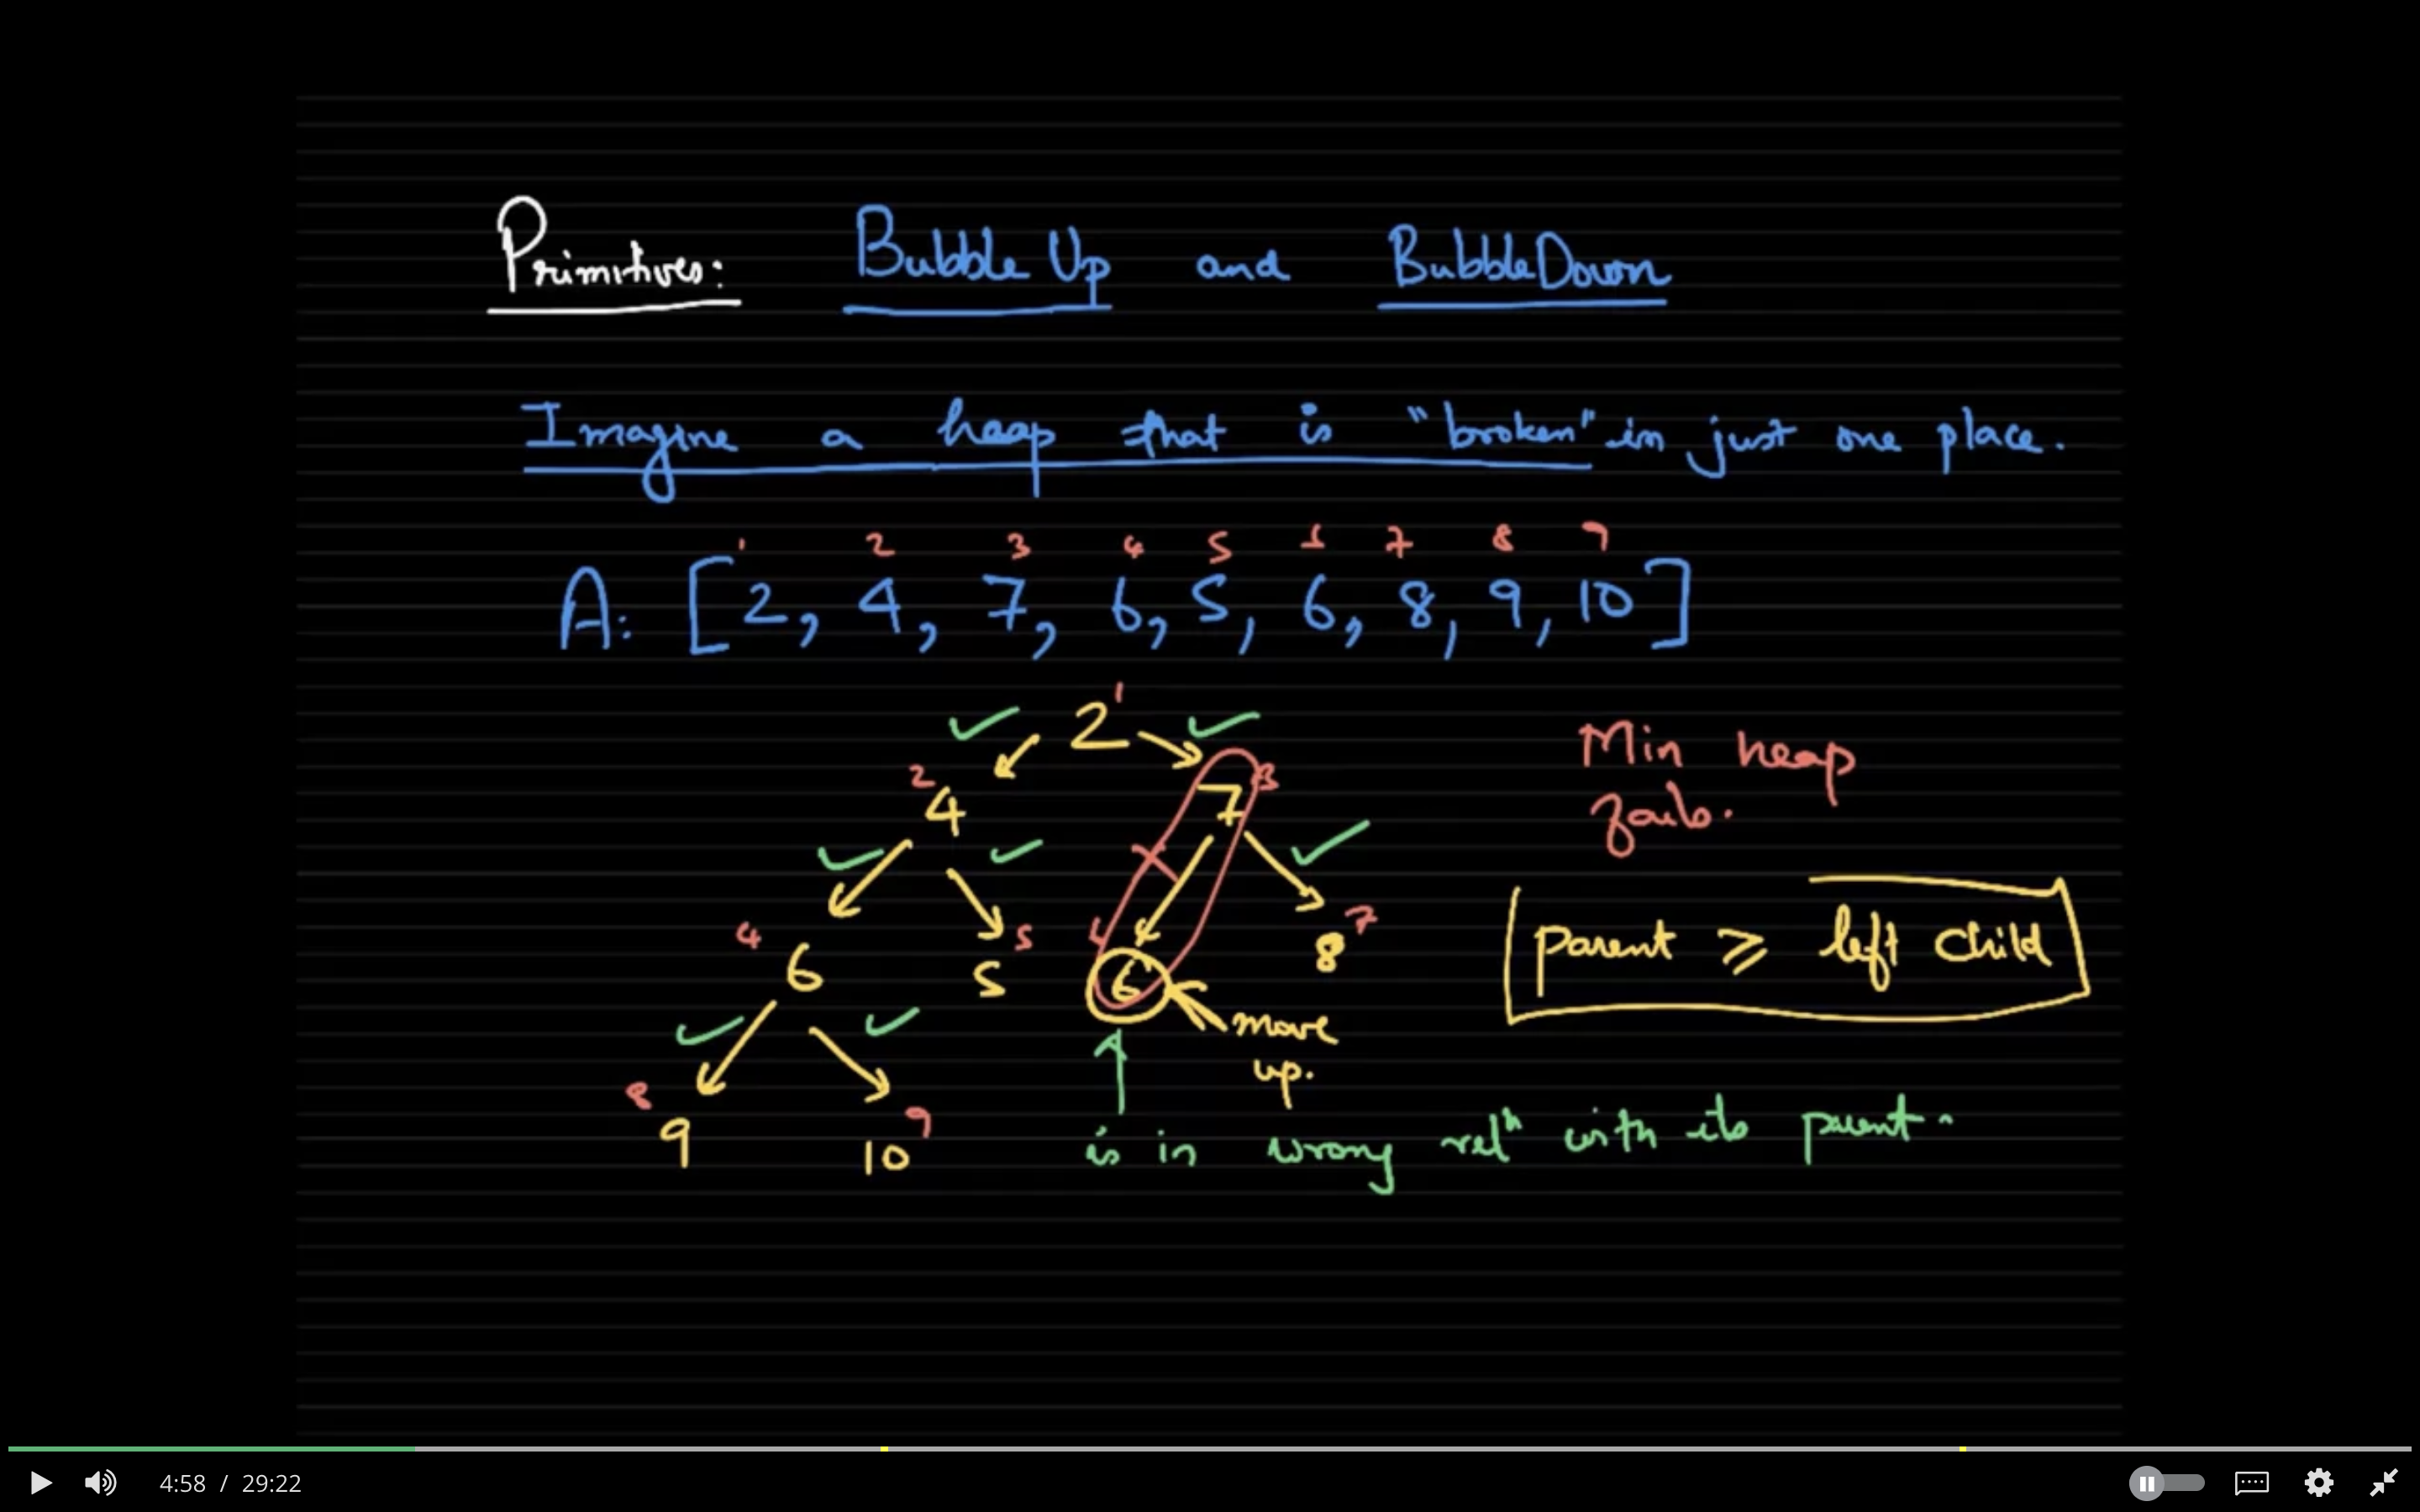 Primitives: Bubble Up and BubbleDown
Imagine a heap that is "broken" in just one place.
1 2 3 4 5 6 7 8 9
A: [2, 4, 7, 6, 5, 6, 8, 9, 10]
2 1
2 4 7 3
Min heap
fails.
4 6 5 5 6 6 8 7
parent ⩾ left child
move
up.
8 9 10 9
is in wrong relⁿ with its parent.
4:58 / 29:22